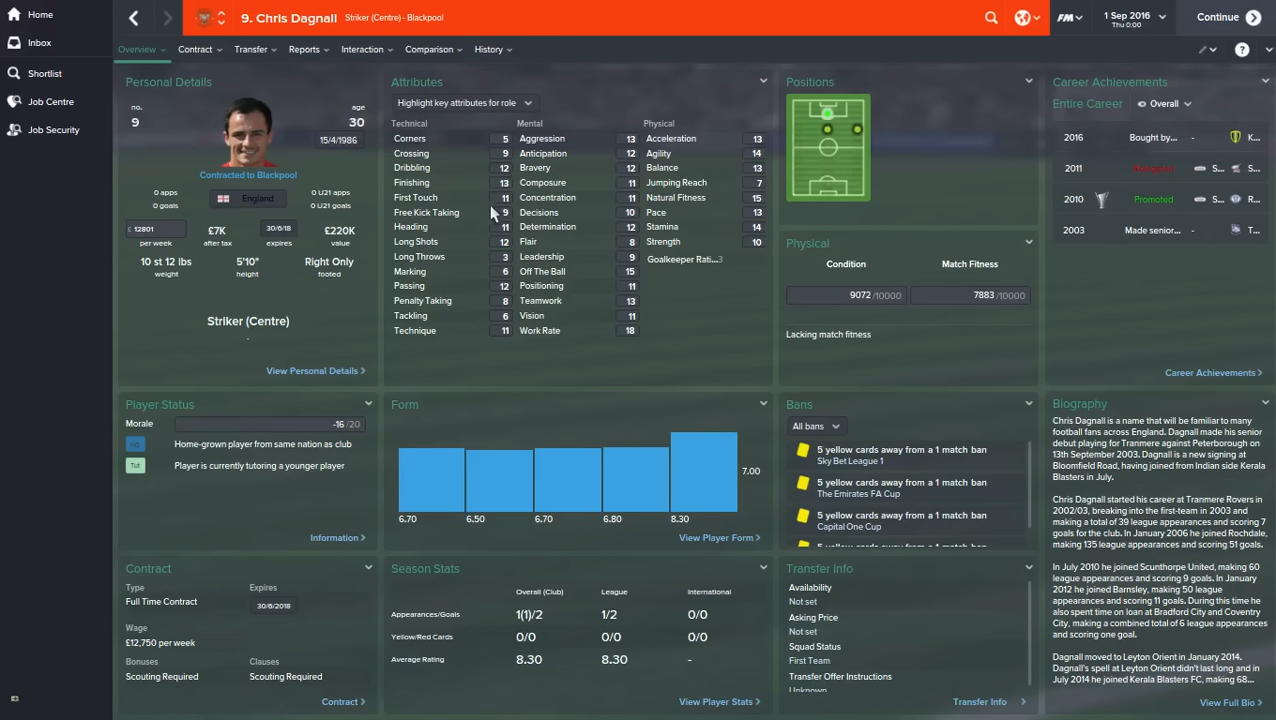 Home
Inbox
Shortlist
Job Centre
Job Security
9. Chris Dagnall
Striker (Centre) - Blackpool
FM
1 Sep 2016
Thu 0:00
Continue
Overview
Contract
Transfer
Reports
Interaction
Comparison
History
Personal Details
no.
9
age
30
15/4/1986
Contracted to Blackpool
0 apps
0 goals
England
0 U21 apps
0 U21 goals
£ 12801
per week
£7K
after tax
30/6/18
expires
£220K
value
10 st 12 lbs
weight
5'10"
height
Right Only
footed
Striker (Centre)
-
View Personal Details >
Attributes
Highlight key attributes for role
Technical Mental Physical
Corners 5 Aggression 13 Acceleration 13
Crossing 9 Anticipation 12 Agility 14
Dribbling 12 Bravery 12 Balance 13
Finishing 13 Composure 11 Jumping Reach 7
First Touch 11 Concentration 11 Natural Fitness 15
Free Kick Taking 9 Decisions 10 Pace 13
Heading 11 Determination 12 Stamina 14
Long Shots 12 Flair 8 Strength 10
Long Throws 3 Leadership 9 Goalkeeper Rati...3
Marking 6 Off The Ball 15
Passing 12 Positioning 11
Penalty Taking 8 Teamwork 13
Tackling 6 Vision 11
Technique 11 Work Rate 18
Positions
Physical
Condition Match Fitness
9072 /10000 7883 /10000
Lacking match fitness
Career Achievements
Entire Career Overall
2016 Bought by... - K...
2011 Relegated S... S...
2010 Promoted S... R...
2003 Made senior... - T...
Career Achievements >
Player Status
Morale -16 /20
HG Home-grown player from same nation as club
Tut Player is currently tutoring a younger player
Information >
Form
7.00
6.70 6.50 6.70 6.80 8.30
View Player Form >
Bans
All bans
5 yellow cards away from a 1 match ban
Sky Bet League 1
5 yellow cards away from a 1 match ban
The Emirates FA Cup
5 yellow cards away from a 1 match ban
Capital One Cup
5 yellow cards away from a 1 match ban
Biography
Chris Dagnall is a name that will be familiar to many
football fans across England. Dagnall made his senior
debut playing for Tranmere against Peterborough on
13th September 2003. Dagnall is a new signing at
Bloomfield Road, having joined from Indian side Kerala
Blasters in July.
Chris Dagnall started his career at Tranmere Rovers in
2002/03, breaking into the first-team in 2003 and
making a total of 39 league appearances and scoring 7
goals for the club. In January 2006 he joined Rochdale,
making 135 league appearances and scoring 51 goals.
In July 2010 he joined Scunthorpe United, making 60
league appearances and scoring 9 goals. In January
2012 he joined Barnsley, making 50 league
appearances and scoring 11 goals. During this time he
also spent time on loan at Bradford City and Coventry
City, making a combined total of 6 league appearances
and scoring one goal.
Dagnall moved to Leyton Orient in January 2014.
Dagnall's spell at Leyton Orient didn't last long and in
July 2014 he joined Kerala Blasters FC, making 68...
View Full Bio >
Contract
Type Expires
Full Time Contract 30/6/2018
Wage
£12,750 per week
Bonuses Clauses
Scouting Required Scouting Required
Contract >
Season Stats
Overall (Club) League International
Appearances/Goals 1(1)/2 1/2 0/0
Yellow/Red Cards 0/0 0/0 0/0
Average Rating 8.30 8.30 -
View Player Stats >
Transfer Info
Availability
Not set
Asking Price
Not set
Squad Status
First Team
Transfer Offer Instructions
Unknown
Transfer Info >